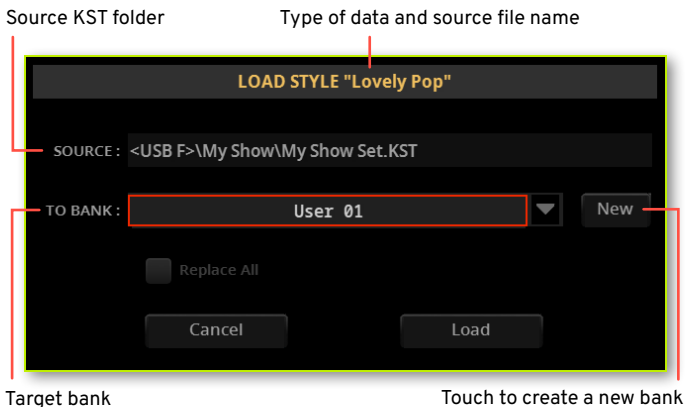 Source KST folder
Type of data and source file name
LOAD STYLE "Lovely Pop"
SOURCE : <USB F>\My Show\My Show Set.KST
TO BANK : User 01 New
Replace All
Cancel Load
Target bank
Touch to create a new bank